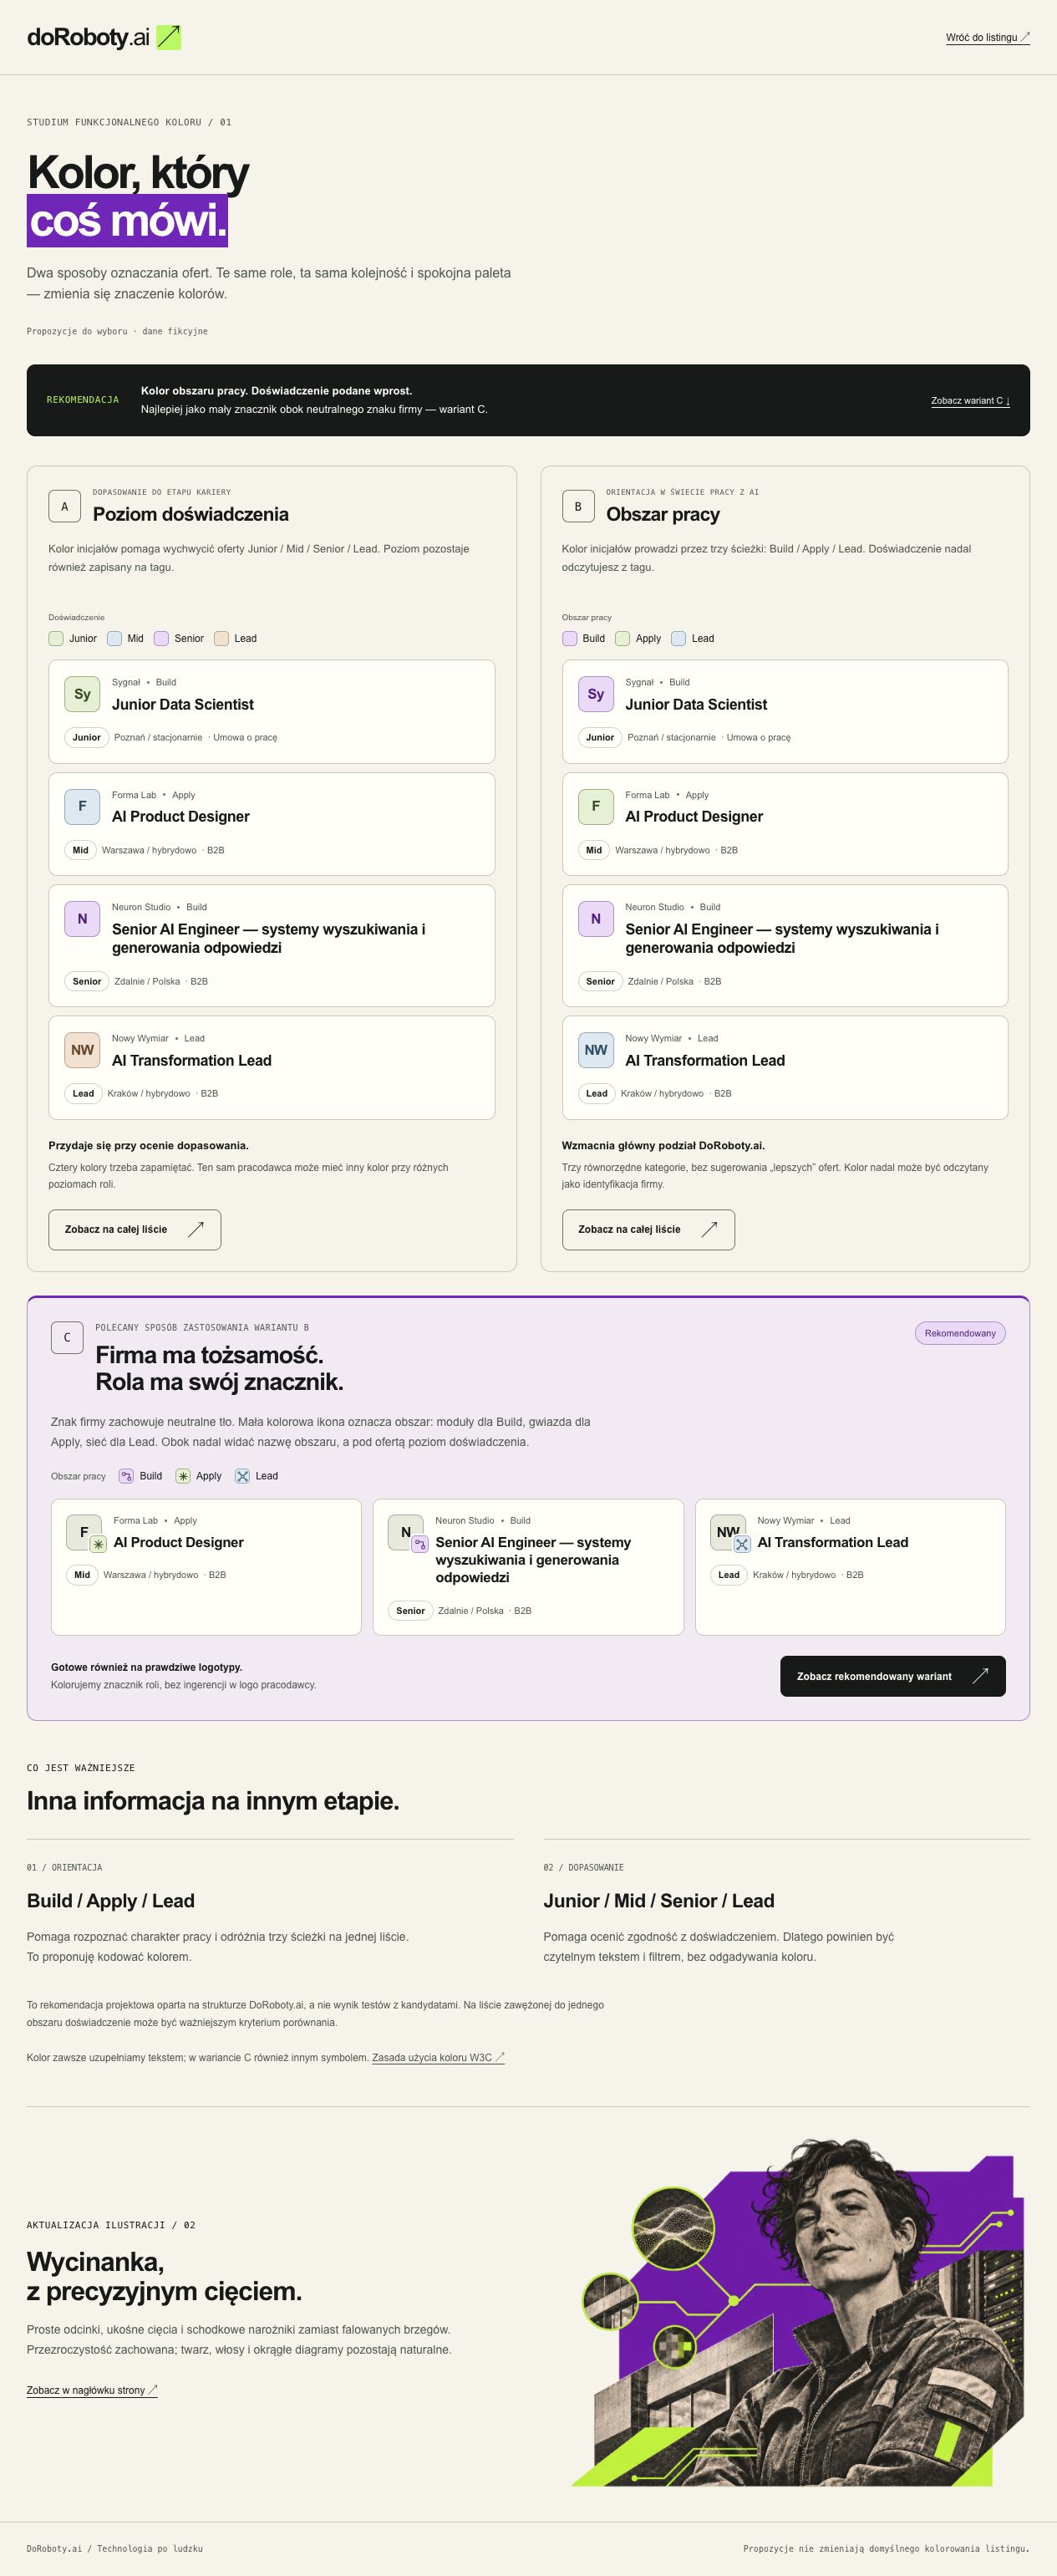 doRoboty.ai
Wróć do listingu ↗
STUDIUM FUNKCJONALNEGO KOLORU / 01
Kolor, który
coś mówi.
Dwa sposoby oznaczania ofert. Te same role, ta sama kolejność i spokojna paleta
— zmienia się znaczenie kolorów.
Propozycje do wyboru · dane fikcyjne
REKOMENDACJA
Kolor obszaru pracy. Doświadczenie podane wprost.
Najlepiej jako mały znacznik obok neutralnego znaku firmy — wariant C.
Zobacz wariant C ↓
A
DOPASOWANIE DO ETAPU KARIERY
Poziom doświadczenia
Kolor inicjałów pomaga wychwycić oferty Junior / Mid / Senior / Lead. Poziom pozostaje
również zapisany na tagu.
Doświadczenie
Junior Mid Senior Lead
Sy
Sygnał • Build
Junior Data Scientist
Junior Poznań / stacjonarnie · Umowa o pracę
F
Forma Lab • Apply
AI Product Designer
Mid Warszawa / hybrydowo · B2B
N
Neuron Studio • Build
Senior AI Engineer — systemy wyszukiwania i
generowania odpowiedzi
Senior Zdalnie / Polska · B2B
NW
Nowy Wymiar • Lead
AI Transformation Lead
Lead Kraków / hybrydowo · B2B
Przydaje się przy ocenie dopasowania.
Cztery kolory trzeba zapamiętać. Ten sam pracodawca może mieć inny kolor przy różnych
poziomach roli.
Zobacz na całej liście
B
ORIENTACJA W ŚWIECIE PRACY Z AI
Obszar pracy
Kolor inicjałów prowadzi przez trzy ścieżki: Build / Apply / Lead. Doświadczenie nadal
odczytujesz z tagu.
Obszar pracy
Build Apply Lead
Sy
Sygnał • Build
Junior Data Scientist
Junior Poznań / stacjonarnie · Umowa o pracę
F
Forma Lab • Apply
AI Product Designer
Mid Warszawa / hybrydowo · B2B
N
Neuron Studio • Build
Senior AI Engineer — systemy wyszukiwania i
generowania odpowiedzi
Senior Zdalnie / Polska · B2B
NW
Nowy Wymiar • Lead
AI Transformation Lead
Lead Kraków / hybrydowo · B2B
Wzmacnia główny podział DoRoboty.ai.
Trzy równorzędne kategorie, bez sugerowania „lepszych” ofert. Kolor nadal może być odczytany
jako identyfikacja firmy.
Zobacz na całej liście
C
POLECANY SPOSÓB ZASTOSOWANIA WARIANTU B
Rekomendowany
Firma ma tożsamość.
Rola ma swój znacznik.
Znak firmy zachowuje neutralne tło. Mała kolorowa ikona oznacza obszar: moduły dla Build, gwiazda dla
Apply, sieć dla Lead. Obok nadal widać nazwę obszaru, a pod ofertą poziom doświadczenia.
Obszar pracy Build Apply Lead
F
Forma Lab • Apply
AI Product Designer
Mid Warszawa / hybrydowo · B2B
N
Neuron Studio • Build
Senior AI Engineer — systemy
wyszukiwania i generowania
odpowiedzi
Senior Zdalnie / Polska · B2B
NW
Nowy Wymiar • Lead
AI Transformation Lead
Lead Kraków / hybrydowo · B2B
Gotowe również na prawdziwe logotypy.
Kolorujemy znacznik roli, bez ingerencji w logo pracodawcy.
Zobacz rekomendowany wariant
CO JEST WAŻNIEJSZE
Inna informacja na innym etapie.
01 / ORIENTACJA
Build / Apply / Lead
Pomaga rozpoznać charakter pracy i odróżnia trzy ścieżki na jednej liście.
To proponuję kodować kolorem.
02 / DOPASOWANIE
Junior / Mid / Senior / Lead
Pomaga ocenić zgodność z doświadczeniem. Dlatego powinien być
czytelnym tekstem i filtrem, bez odgadywania koloru.
To rekomendacja projektowa oparta na strukturze DoRoboty.ai, a nie wynik testów z kandydatami. Na liście zawężonej do jednego
obszaru doświadczenie może być ważniejszym kryterium porównania.
Kolor zawsze uzupełniamy tekstem; w wariancie C również innym symbolem. Zasada użycia koloru W3C ↗
AKTUALIZACJA ILUSTRACJI / 02
Wycinanka,
z precyzyjnym cięciem.
Proste odcinki, ukośne cięcia i schodkowe narożniki zamiast falowanych brzegów.
Przezroczystość zachowana; twarz, włosy i okrągłe diagramy pozostają naturalne.
Zobacz w nagłówku strony ↗
DoRoboty.ai / Technologia po ludzku
Propozycje nie zmieniają domyślnego kolorowania listingu.